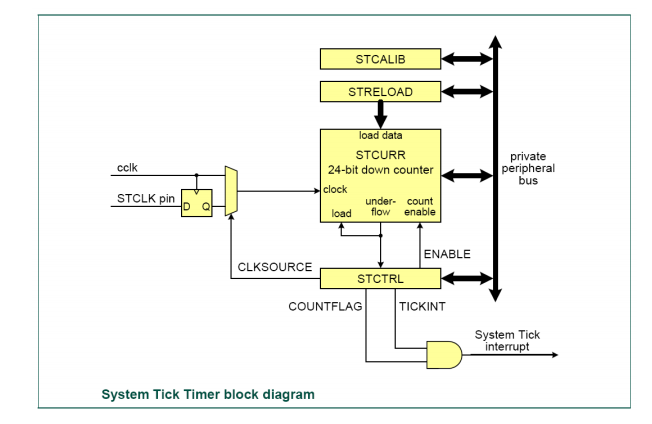 STCALIB
STRELOAD
load data
STCURR
24-bit down counter
private
peripheral
bus
cclk
clock
STCLK pin
D Q
under-
flow
count
enable
load
ENABLE
CLKSOURCE
STCTRL
COUNTFLAG
TICKINT
System Tick
interrupt
System Tick Timer block diagram